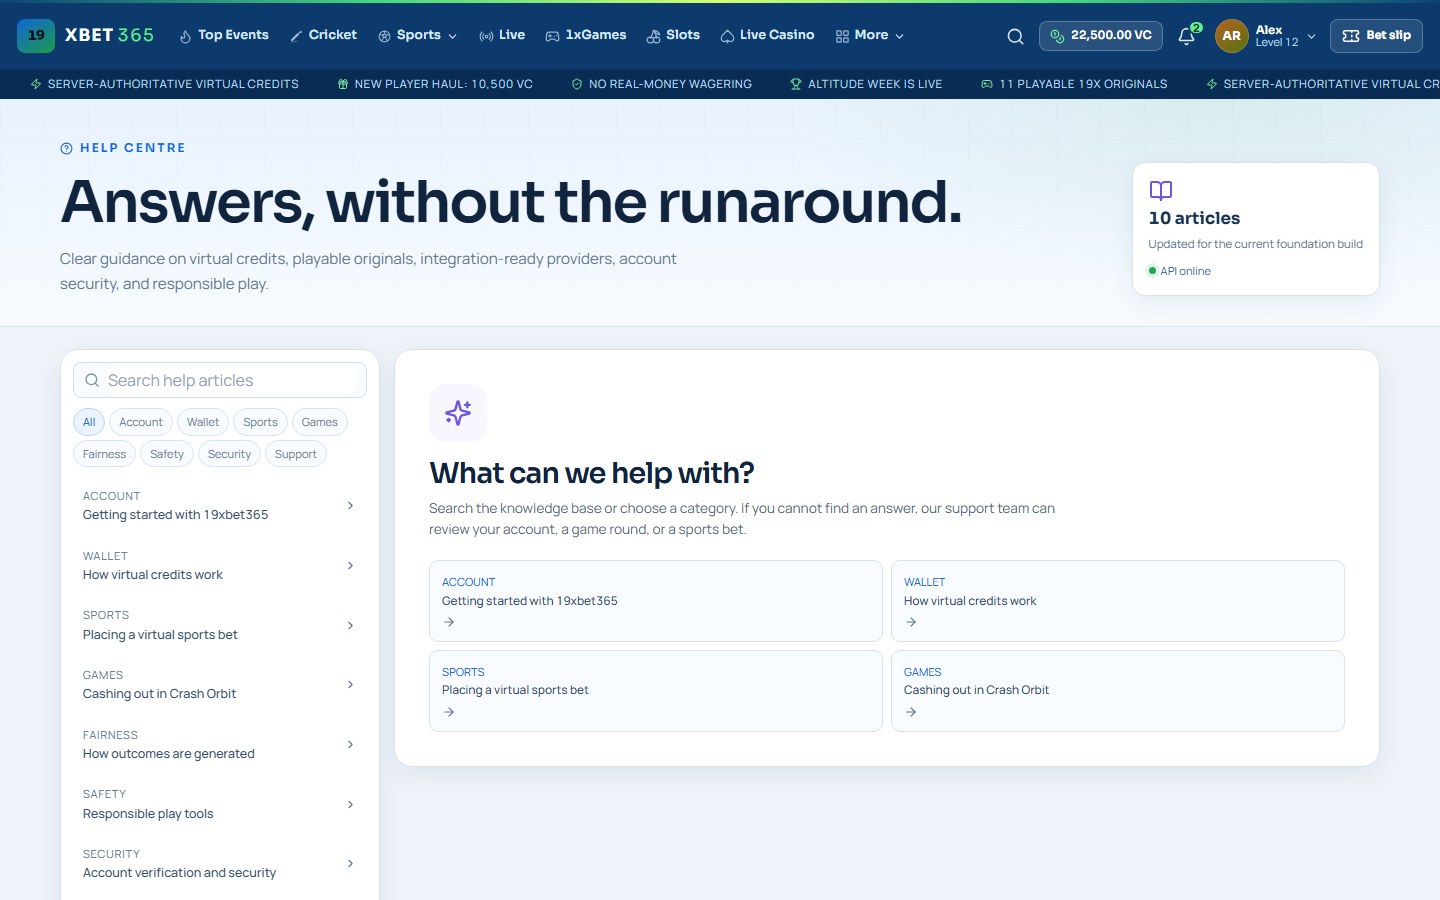 19 XBET 365 Top Events Cricket Sports Live 1xGames Slots Live Casino More 22,500.00 VC 2 AR Alex Level 12 Bet slip
SERVER-AUTHORITATIVE VIRTUAL CREDITS NEW PLAYER HAUL: 10,500 VC NO REAL-MONEY WAGERING ALTITUDE WEEK IS LIVE 11 PLAYABLE 19X ORIGINALS SERVER-AUTHORITATIVE VIRTUAL CR
HELP CENTRE
Answers, without the runaround.
Clear guidance on virtual credits, playable originals, integration-ready providers, account
security, and responsible play.
10 articles
Updated for the current foundation build
API online
Search help articles
All Account Wallet Sports Games
Fairness Safety Security Support
ACCOUNT
Getting started with 19xbet365
WALLET
How virtual credits work
SPORTS
Placing a virtual sports bet
GAMES
Cashing out in Crash Orbit
FAIRNESS
How outcomes are generated
SAFETY
Responsible play tools
SECURITY
Account verification and security
What can we help with?
Search the knowledge base or choose a category. If you cannot find an answer, our support team can
review your account, a game round, or a sports bet.
ACCOUNT
Getting started with 19xbet365
WALLET
How virtual credits work
SPORTS
Placing a virtual sports bet
GAMES
Cashing out in Crash Orbit